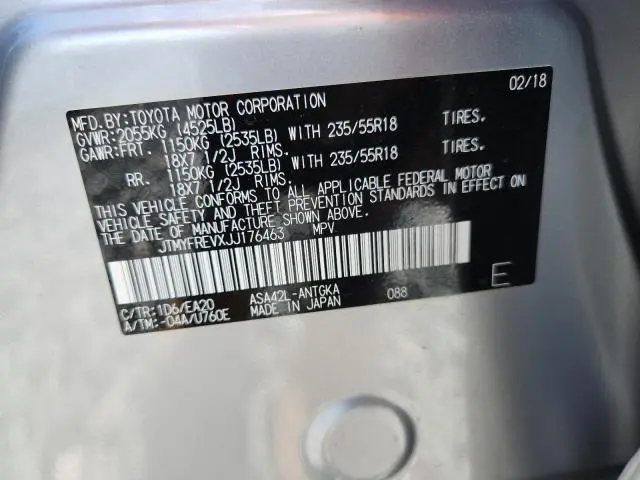 MFD.BY:TOYOTA MOTOR CORPORATION 02/18
GVWR:2055KG (4525LB)
GAWR:FRT. 1150KG (2535LB) WITH 235/55R18 TIRES.
18X7 1/2J RIMS.
RR. 1150KG (2535LB) WITH 235/55R18 TIRES.
18X7 1/2J RIMS.
THIS VEHICLE CONFORMS TO ALL APPLICABLE FEDERAL MOTOR
VEHICLE SAFETY AND THEFT PREVENTION STANDARDS IN EFFECT ON
THE DATE OF MANUFACTURE SHOWN ABOVE.
JTMYFREVXJJ176463 MPV
E
C/TR:1D6/EA20 ASA42L-ANTGKA 088
A/TM:-04A/U760E MADE IN JAPAN